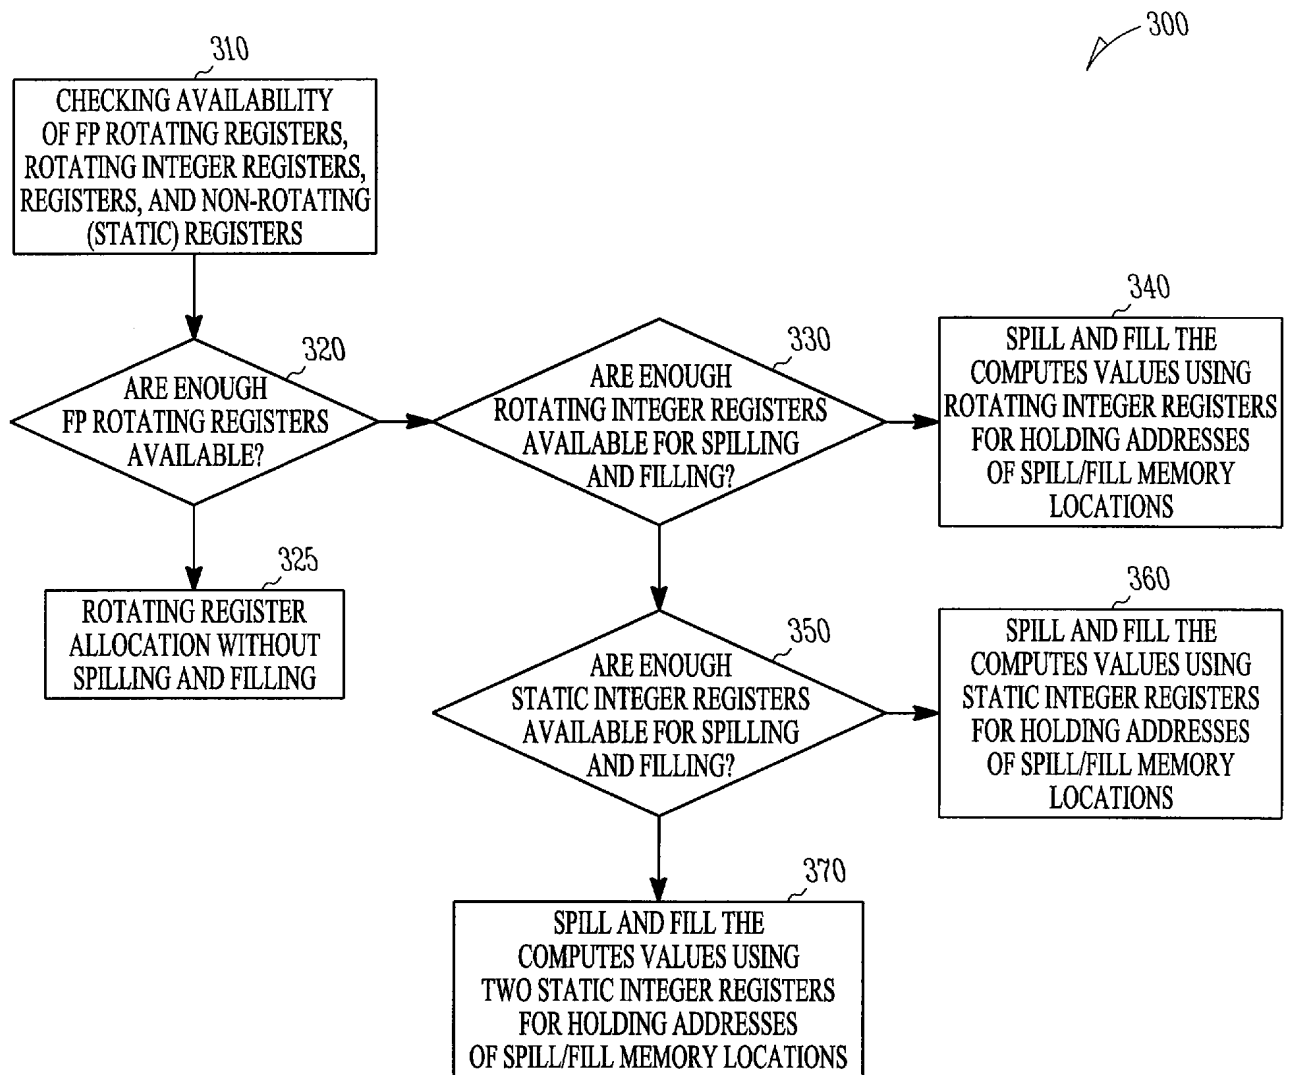 300
310
CHECKING AVAILABILITY
OF FP ROTATING REGISTERS,
ROTATING INTEGER REGISTERS,
REGISTERS, AND NON-ROTATING
(STATIC) REGISTERS
320
ARE ENOUGH
FP ROTATING REGISTERS
AVAILABLE?
325
ROTATING REGISTER
ALLOCATION WITHOUT
SPILLING AND FILLING
330
ARE ENOUGH
ROTATING INTEGER REGISTERS
AVAILABLE FOR SPILLING
AND FILLING?
340
SPILL AND FILL THE
COMPUTES VALUES USING
ROTATING INTEGER REGISTERS
FOR HOLDING ADDRESSES
OF SPILL/FILL MEMORY
LOCATIONS
350
ARE ENOUGH
STATIC INTEGER REGISTERS
AVAILABLE FOR SPILLING
AND FILLING?
360
SPILL AND FILL THE
COMPUTES VALUES USING
STATIC INTEGER REGISTERS
FOR HOLDING ADDRESSES
OF SPILL/FILL MEMORY
LOCATIONS
370
SPILL AND FILL THE
COMPUTES VALUES USING
TWO STATIC INTEGER REGISTERS
FOR HOLDING ADDRESSES
OF SPILL/FILL MEMORY LOCATIONS